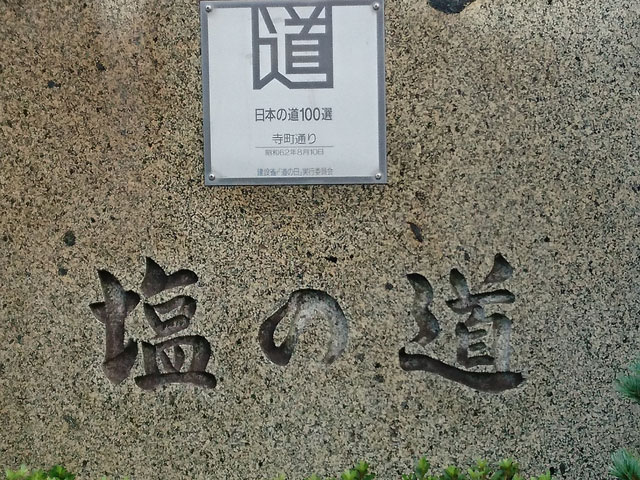 道
日本の道100選
寺町通り
昭和62年8月10日
建設省・「道の日」実行委員会
塩の道